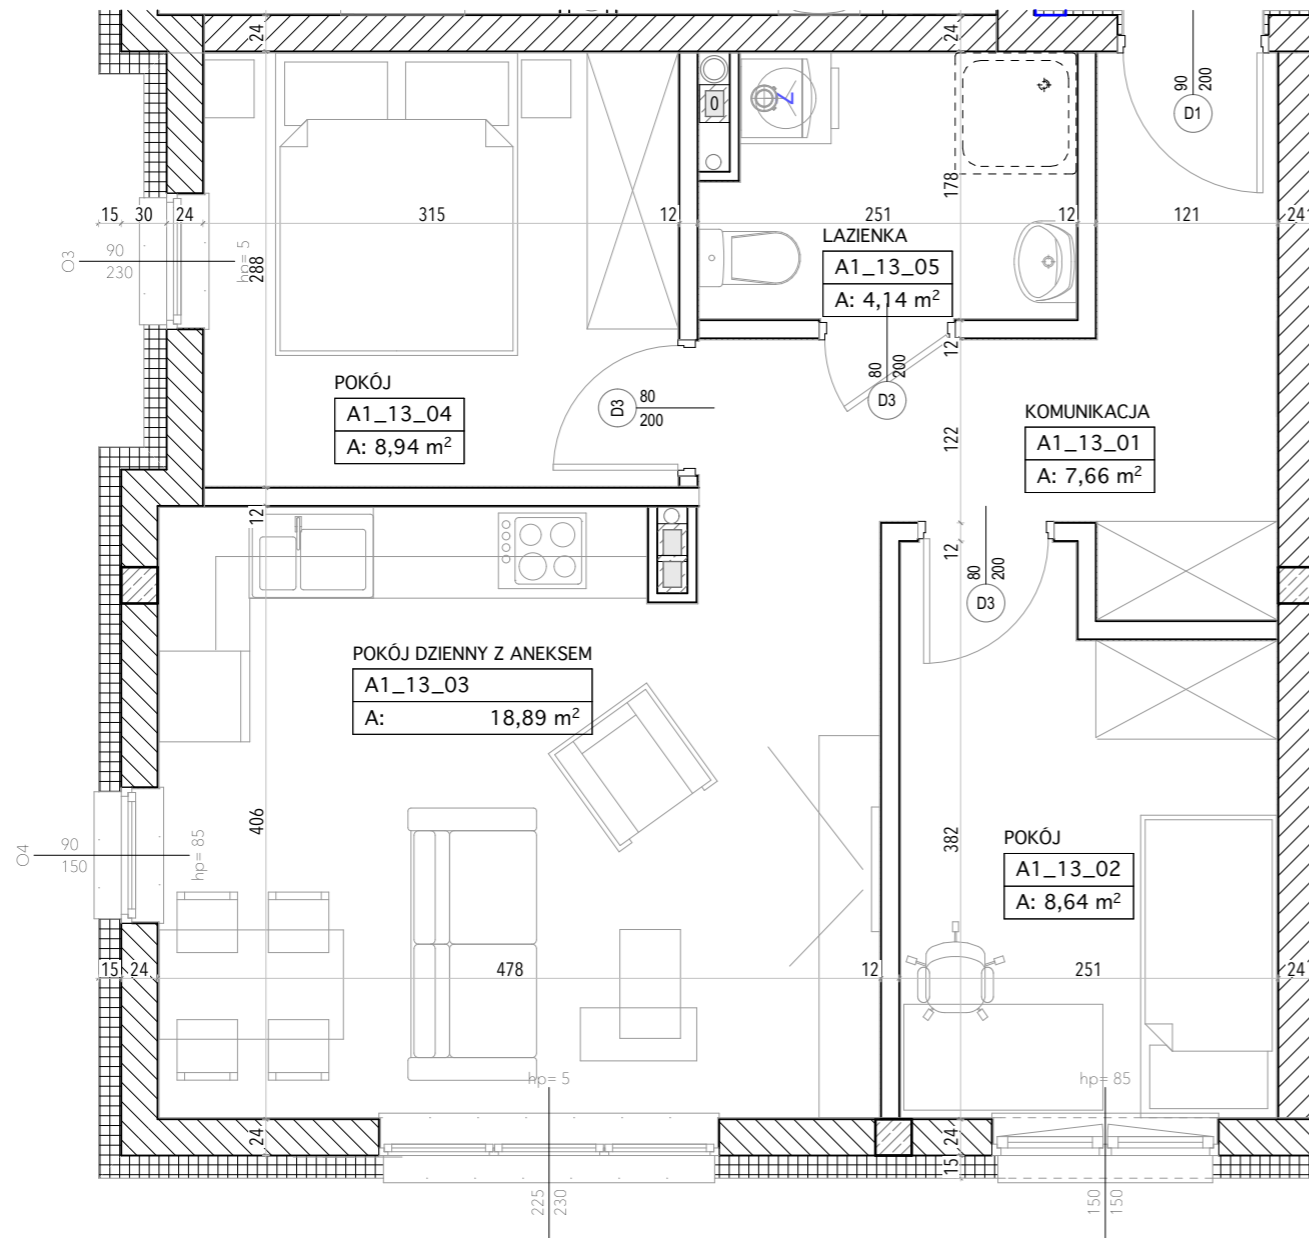 24
24
90
200
D1
0
Z
178
15
30
24
315
12
251
12
121
24
O3
90
230
hp= 5
288
LAZIENKA
A1_13_05
A: 4,14 m²
12
80
200
D3
POKÓJ
A1_13_04
A: 8,94 m²
D3
80
200
122
KOMUNIKACJA
A1_13_01
A: 7,66 m²
12
12
80
200
D3
POKÓJ DZIENNY Z ANEKSEM
A1_13_03
A: 18,89 m²
406
O4
90
150
hp= 85
382
POKÓJ
A1_13_02
A: 8,64 m²
15
24
478
12
251
24
hp= 5
hp= 85
24
24
15
225
230
150
150